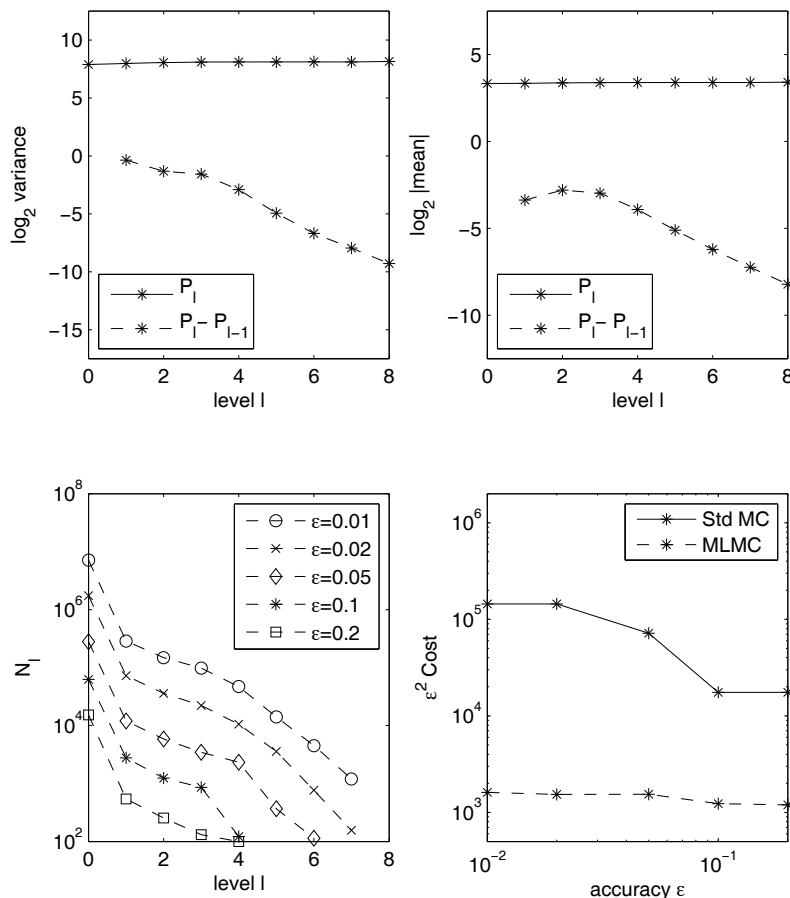 10
5
0
−5
−10
−15
0 2 4 6 8
level l
log₂ variance
P_l
P_l− P_{l−1}
5
0
−5
−10
0 2 4 6 8
level l
log₂ |mean|
P_l
P_l− P_{l−1}
10⁸
10⁶
10⁴
10²
0 2 4 6 8
level l
N_l
ε=0.01
ε=0.02
ε=0.05
ε=0.1
ε=0.2
10⁶
10⁵
10⁴
10³
10⁻² 10⁻¹
accuracy ε
ε² Cost
Std MC
MLMC